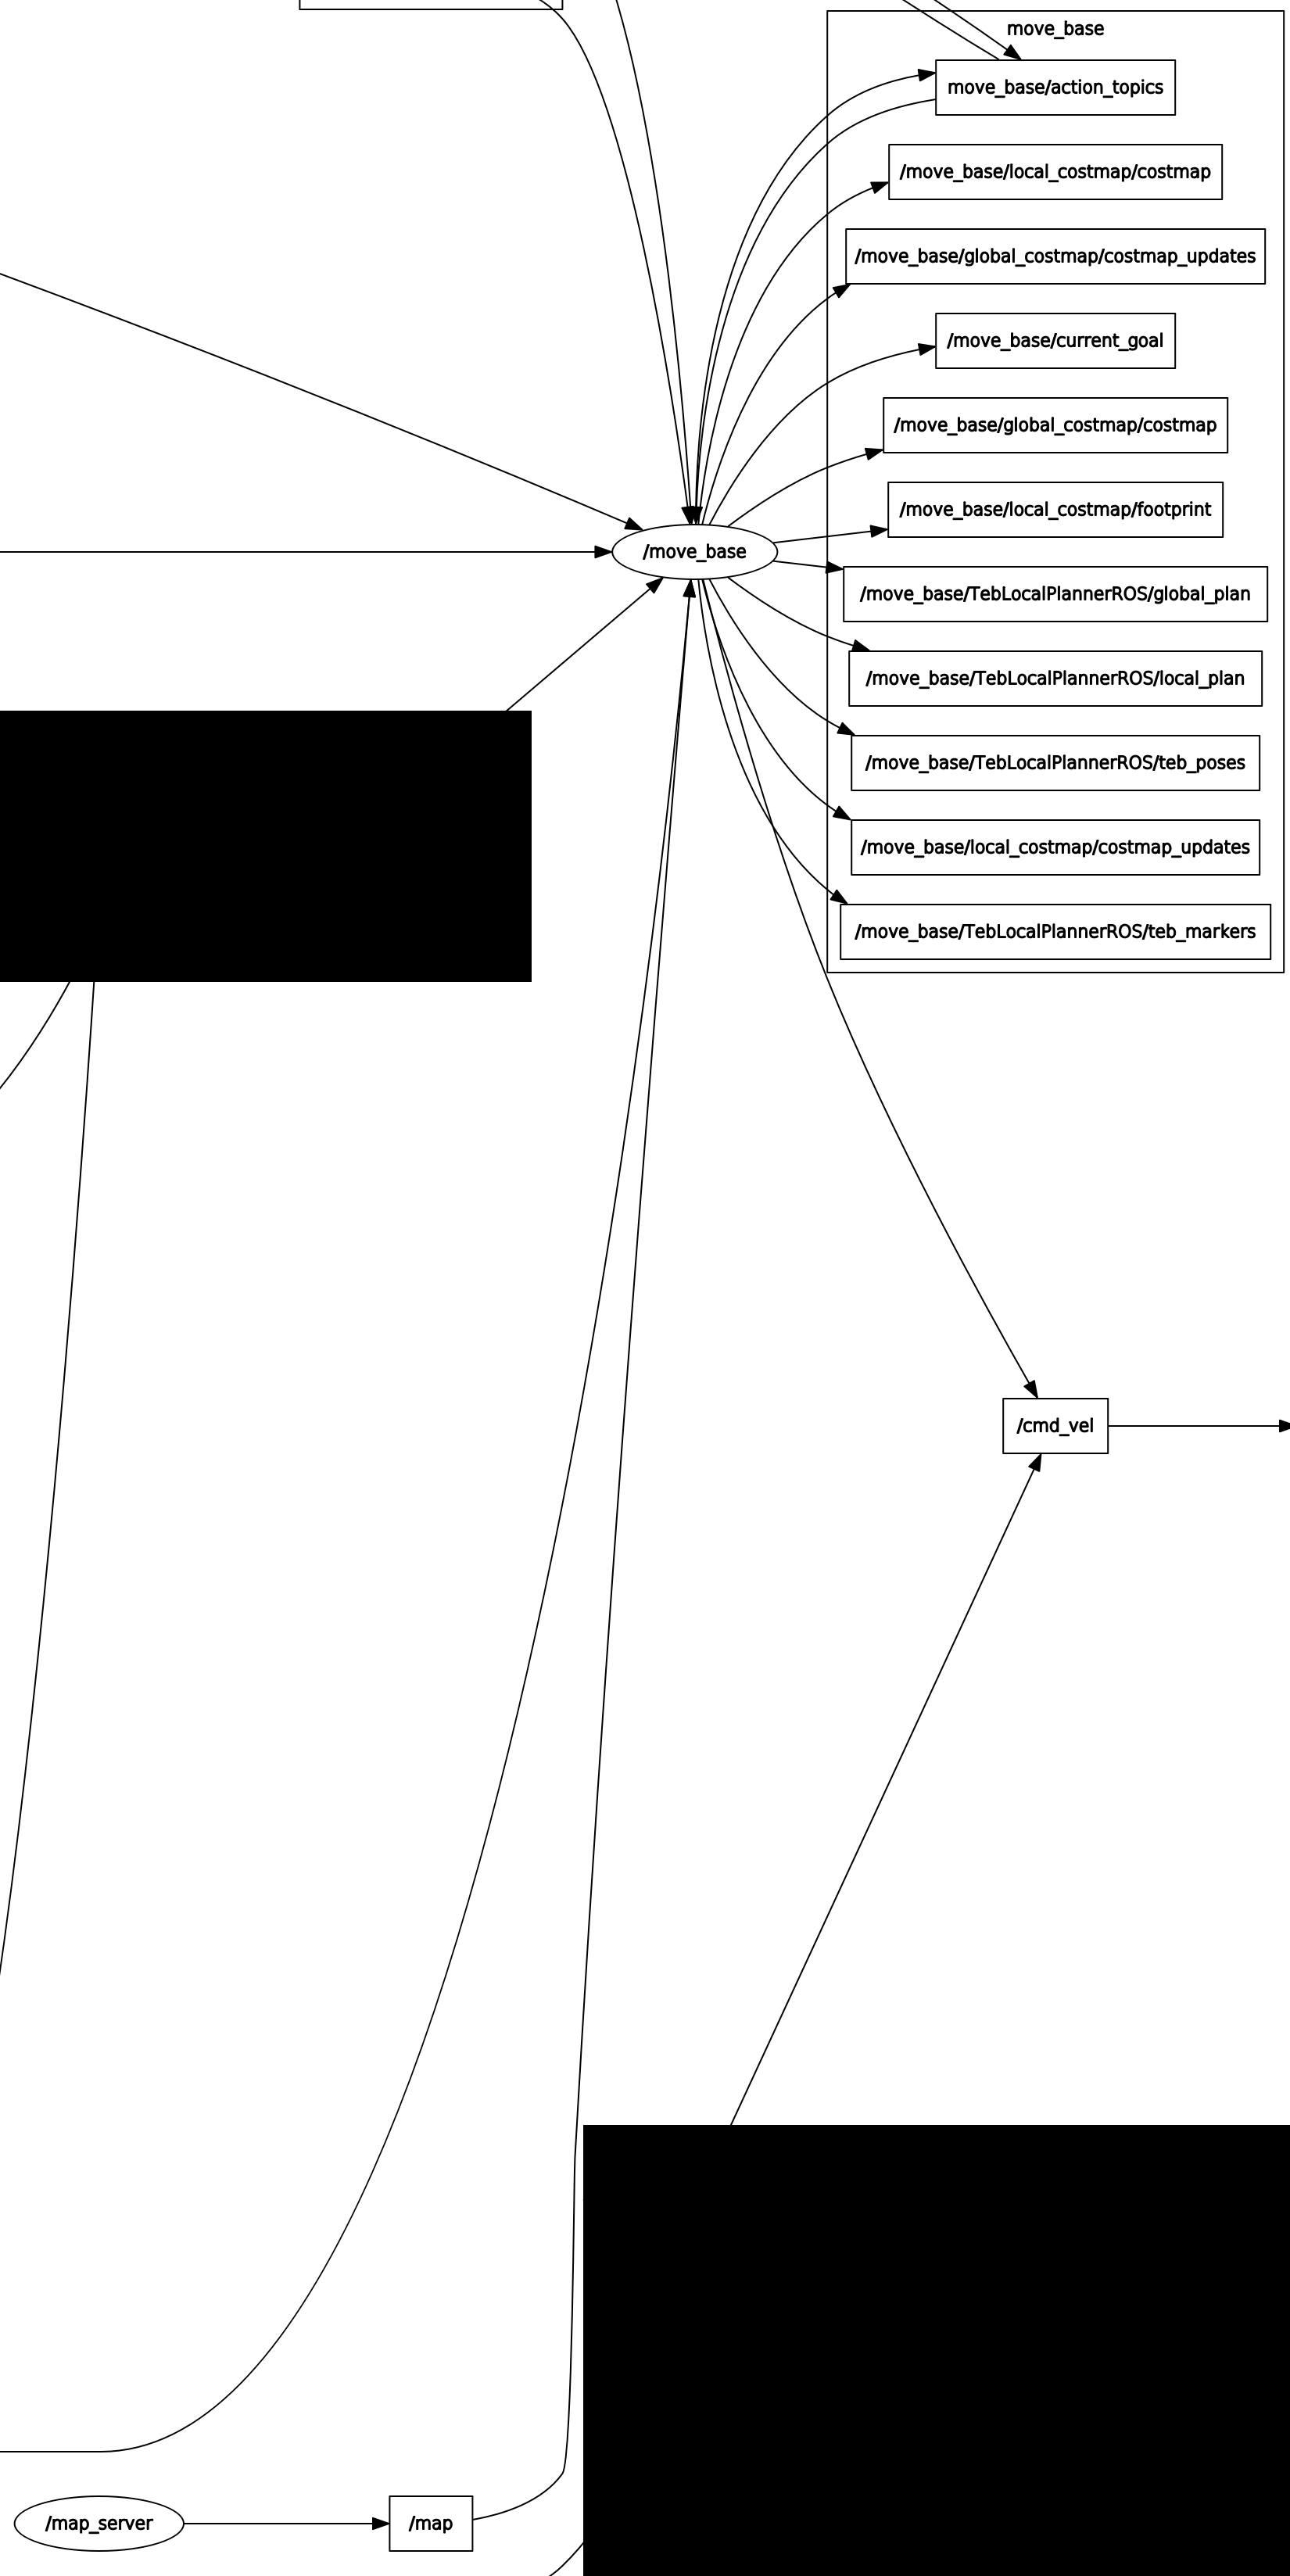 move_base
move_base/action_topics
/move_base/local_costmap/costmap
/move_base/global_costmap/costmap_updates
/move_base/current_goal
/move_base/global_costmap/costmap
/move_base/local_costmap/footprint
/move_base
/move_base/TebLocalPlannerROS/global_plan
/move_base/TebLocalPlannerROS/local_plan
/move_base/TebLocalPlannerROS/teb_poses
/move_base/local_costmap/costmap_updates
/move_base/TebLocalPlannerROS/teb_markers
/cmd_vel
/map_server
/map